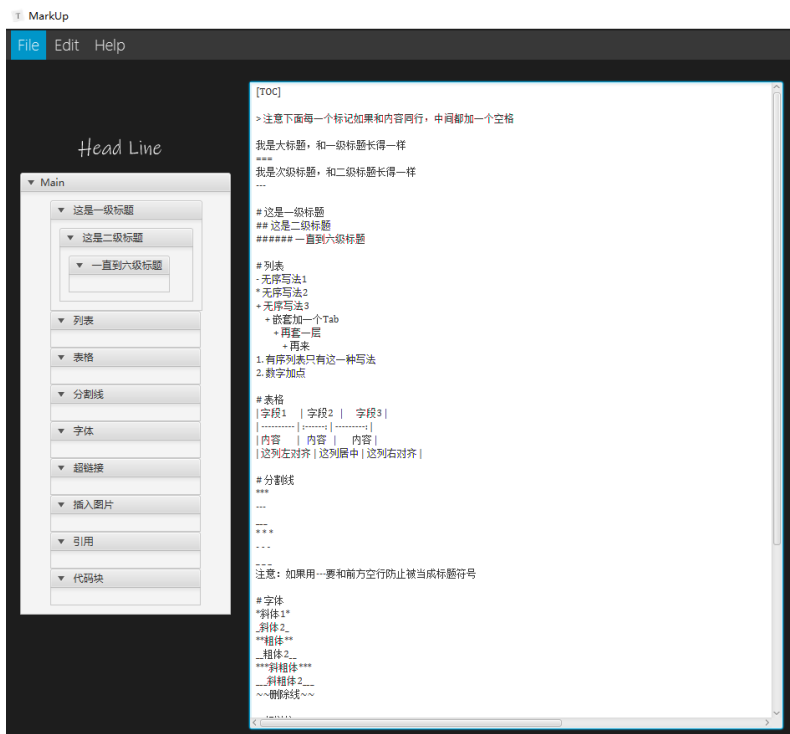 MarkUp
File Edit Help
Head Line
Main
这是一级标题
这是二级标题
一直到六级标题
列表
表格
分割线
字体
超链接
插入图片
引用
代码块
[TOC]
>注意下面每一个标记如果和内容同行，中间都加一个空格
我是大标题，和一级标题长得一样
===
我是次级标题，和二级标题长得一样
---
# 这是一级标题
## 这是二级标题
###### 一直到六级标题
# 列表
- 无序写法1
* 无序写法2
+ 无序写法3
+ 嵌套加一个Tab
+ 再套一层
+ 再来
1. 有序列表只有这一种写法
2. 数字加点
# 表格
| 字段1 | 字段2 | 字段3 |
| ---------- | :------: | ---------: |
| 内容 | 内容 | 内容 |
| 这列左对齐 | 这列居中 | 这列右对齐 |
# 分割线
***
---
___
* * *
- - -
_ _ _
注意：如果用---要和前方空行防止被当成标题符号
# 字体
*斜体1*
_斜体2_
**粗体**
__粗体2__
***斜粗体***
___斜粗体2___
~~删除线~~